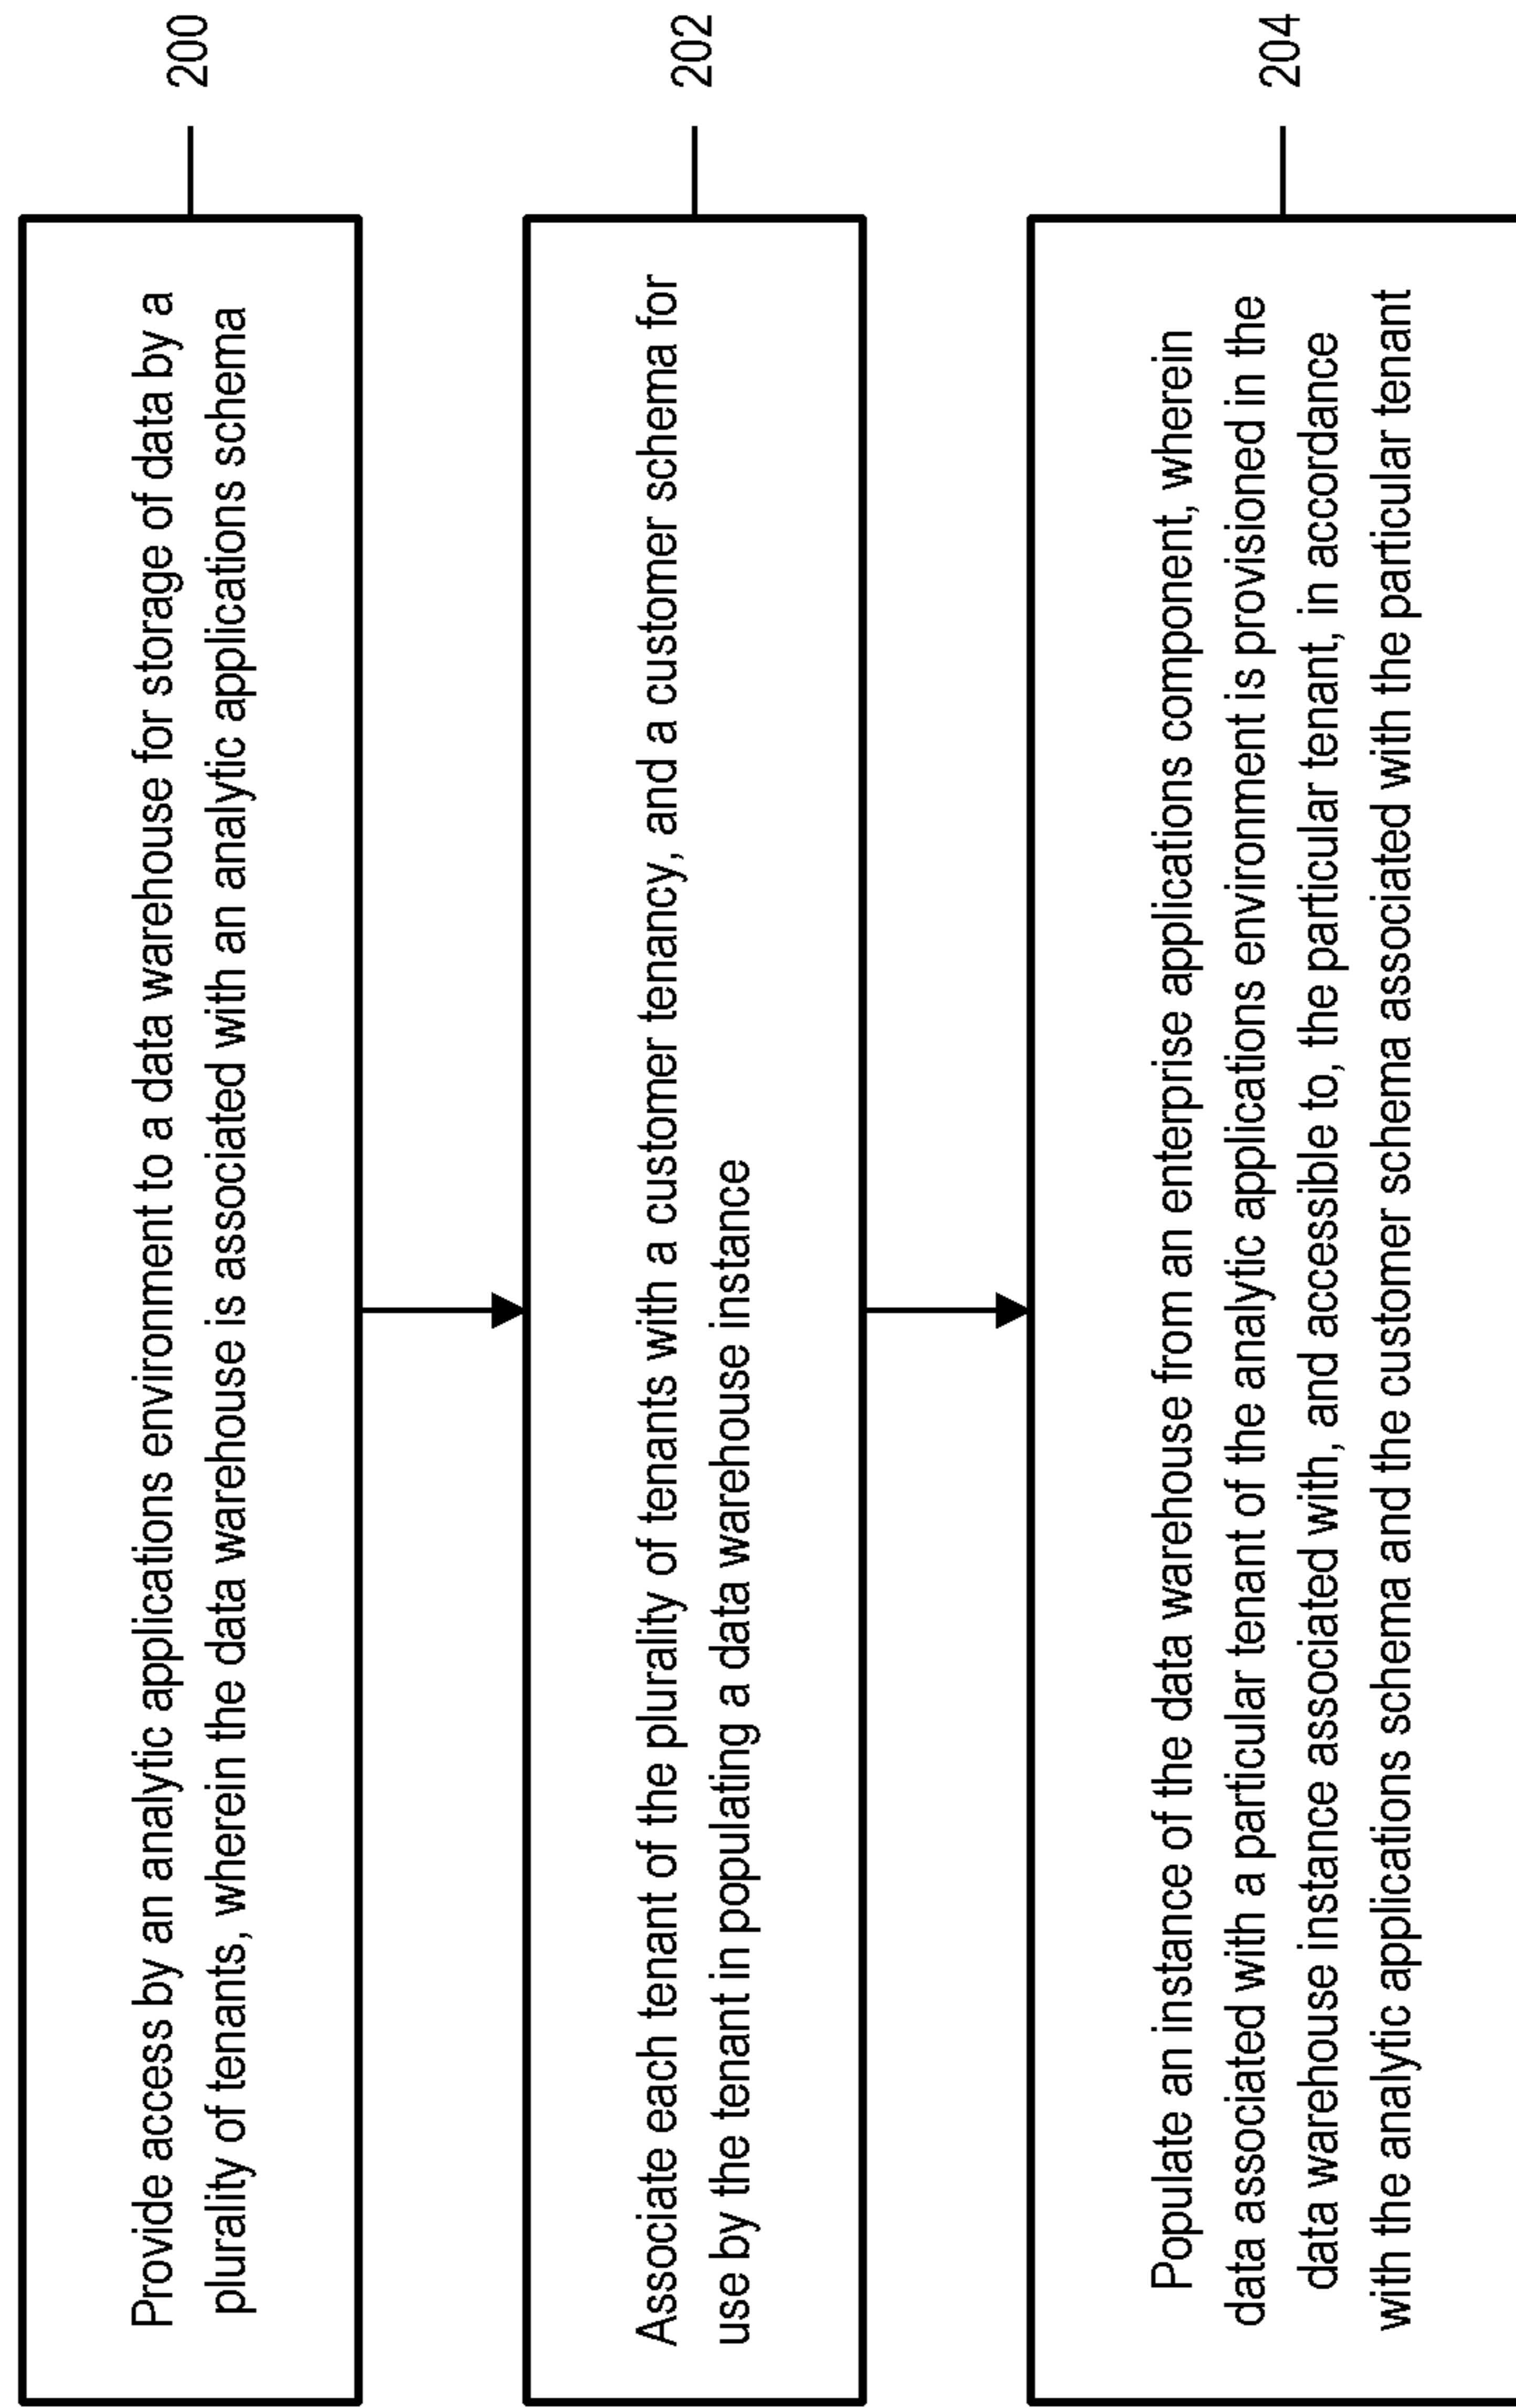 Provide access by an analytic applications environment to a data warehouse for storage of data by a
plurality of tenants, wherein the data warehouse is associated with an analytic applications schema
200
Associate each tenant of the plurality of tenants with a customer tenancy, and a customer schema for
use by the tenant in populating a data warehouse instance
202
Populate an instance of the data warehouse from an enterprise applications component, wherein
data associated with a particular tenant of the analytic applications environment is provisioned in the
data warehouse instance associated with, and accessible to, the particular tenant, in accordance
with the analytic applications schema and the customer schema associated with the particular tenant
204